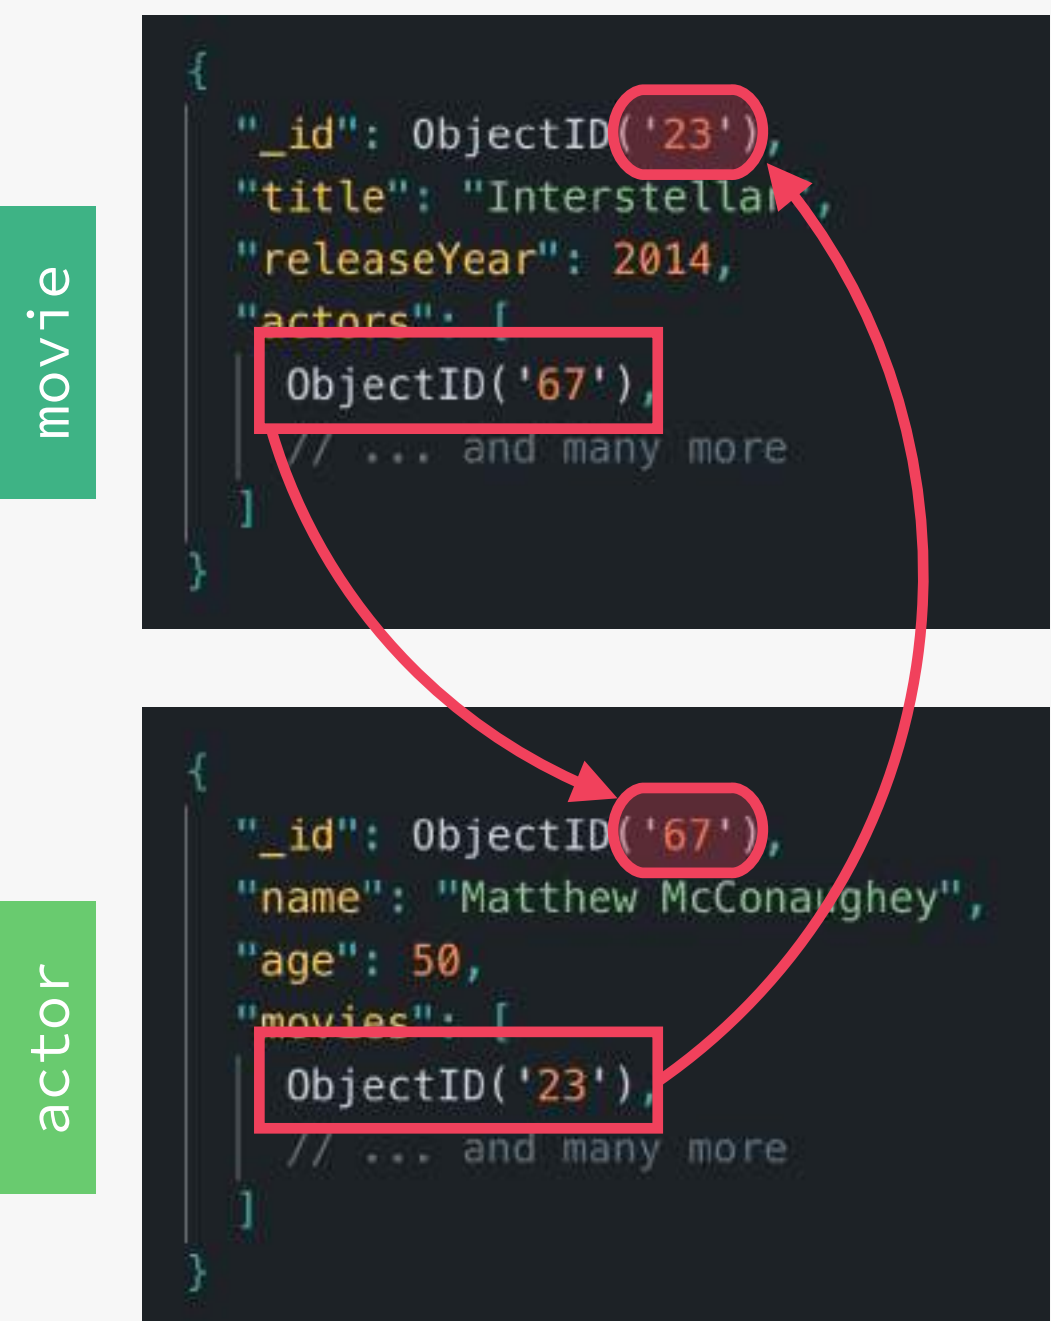 movie
{
"_id": ObjectID('23'),
"title": "Interstellar",
"releaseYear": 2014,
"actors": [
ObjectID('67'),
// ... and many more
]
}
actor
{
"_id": ObjectID('67'),
"name": "Matthew McConaughey",
"age": 50,
"movies": [
ObjectID('23'),
// ... and many more
]
}